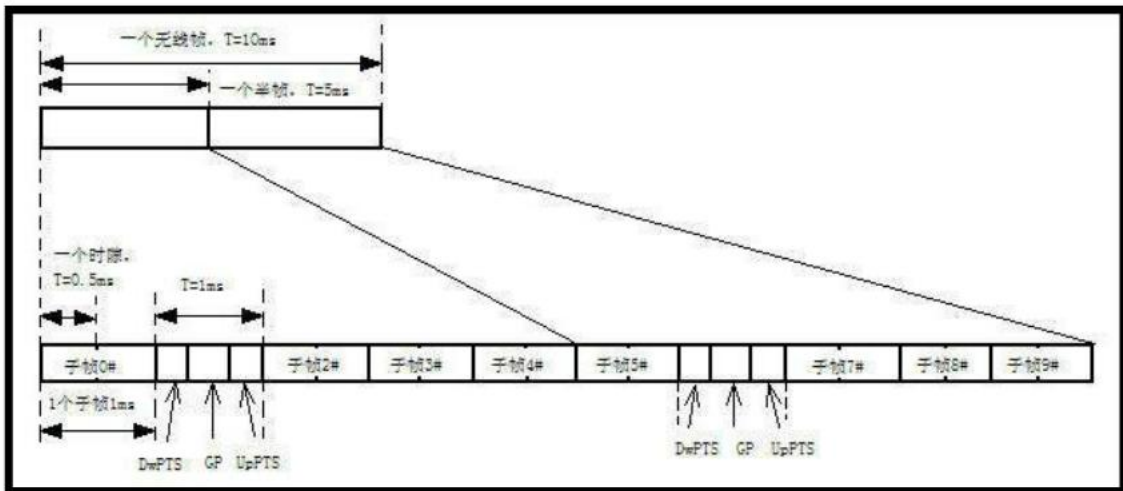 一个无线帧，T=10ms
一个半帧，T=5ms
一个时隙，
T=0.5ms
T=1ms
子帧0#
子帧2#
子帧3#
子帧4#
子帧5#
子帧7#
子帧8#
子帧9#
1个子帧1ms
DwPTS
GP
UpPTS
DwPTS
GP
UpPTS